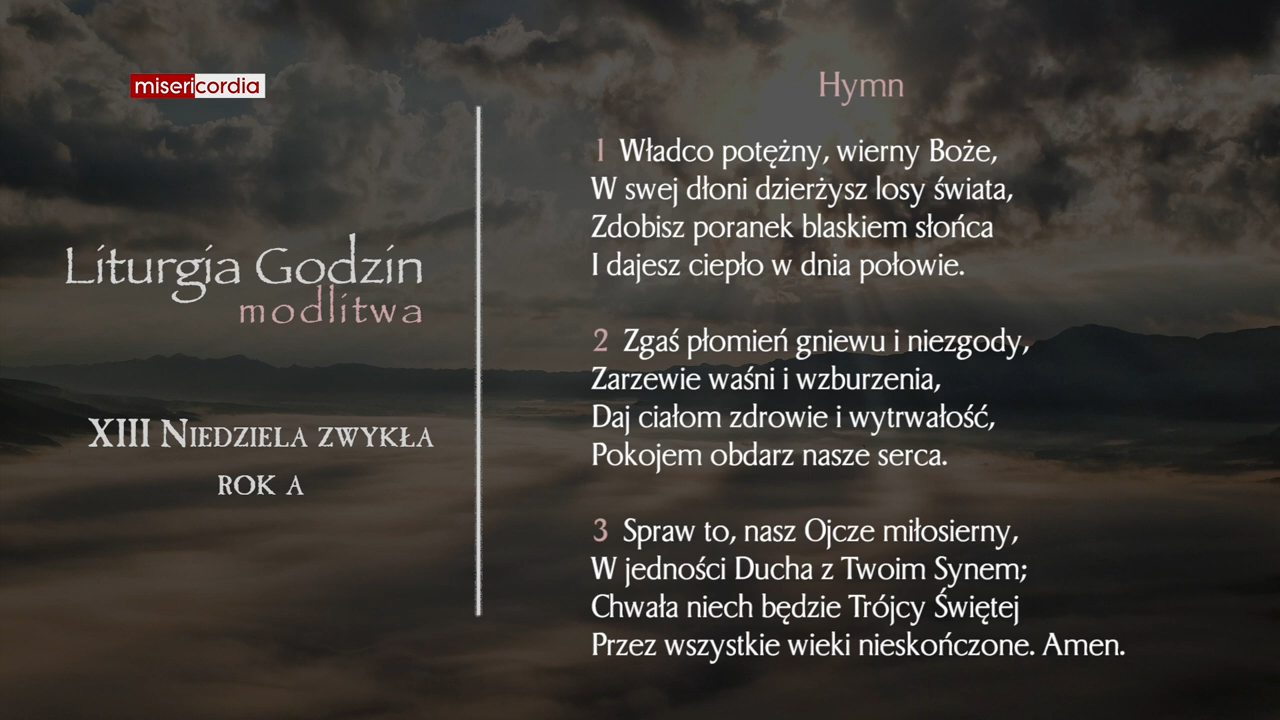 misericordia
Liturgia Godzin
modlitwa
XIII Niedziela zwykła
rok a
Hymn
1 Władco potężny, wierny Boże,
W swej dłoni dzierżysz losy świata,
Zdobisz poranek blaskiem słońca
I dajesz ciepło w dnia połowie.
2 Zgaś płomień gniewu i niezgody,
Zarzewie waśni i wzburzenia,
Daj ciałom zdrowie i wytrwałość,
Pokojem obdarz nasze serca.
3 Spraw to, nasz Ojcze miłosierny,
W jedności Ducha z Twoim Synem;
Chwała niech będzie Trójcy Świętej
Przez wszystkie wieki nieskończone. Amen.